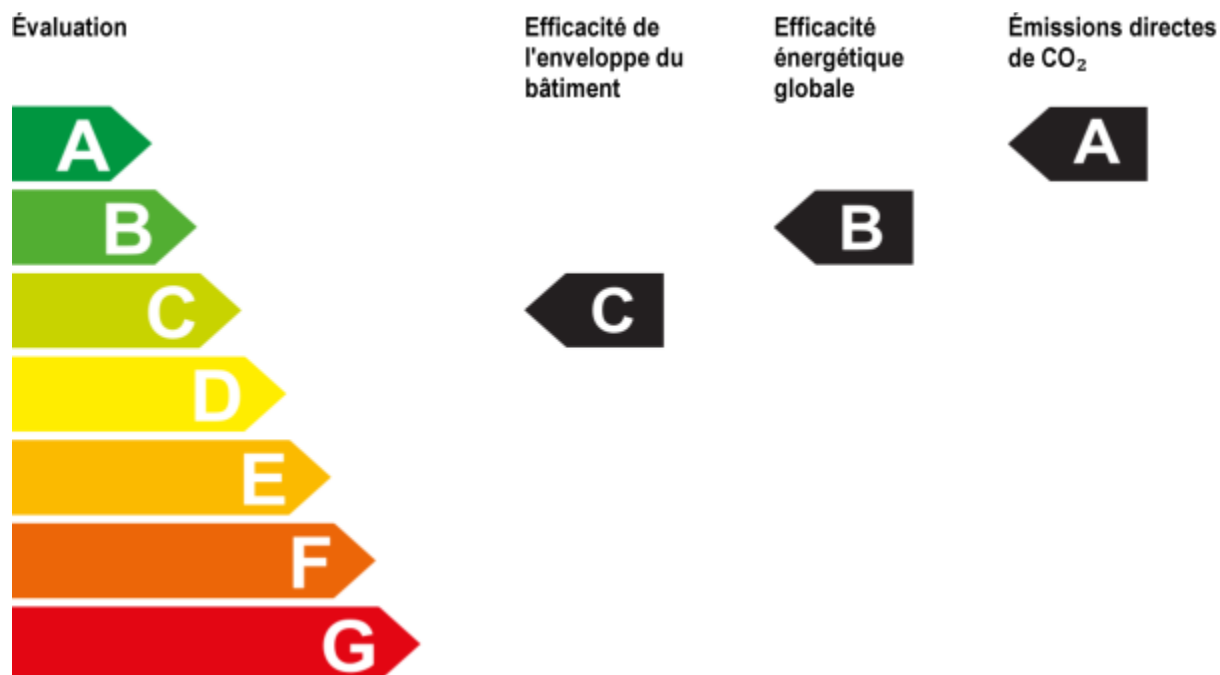 Évaluation
Efficacité de
l'enveloppe du
bâtiment
Efficacité
énergétique
globale
Émissions directes
de CO₂
A
A
B
B
C
C
D
E
F
G